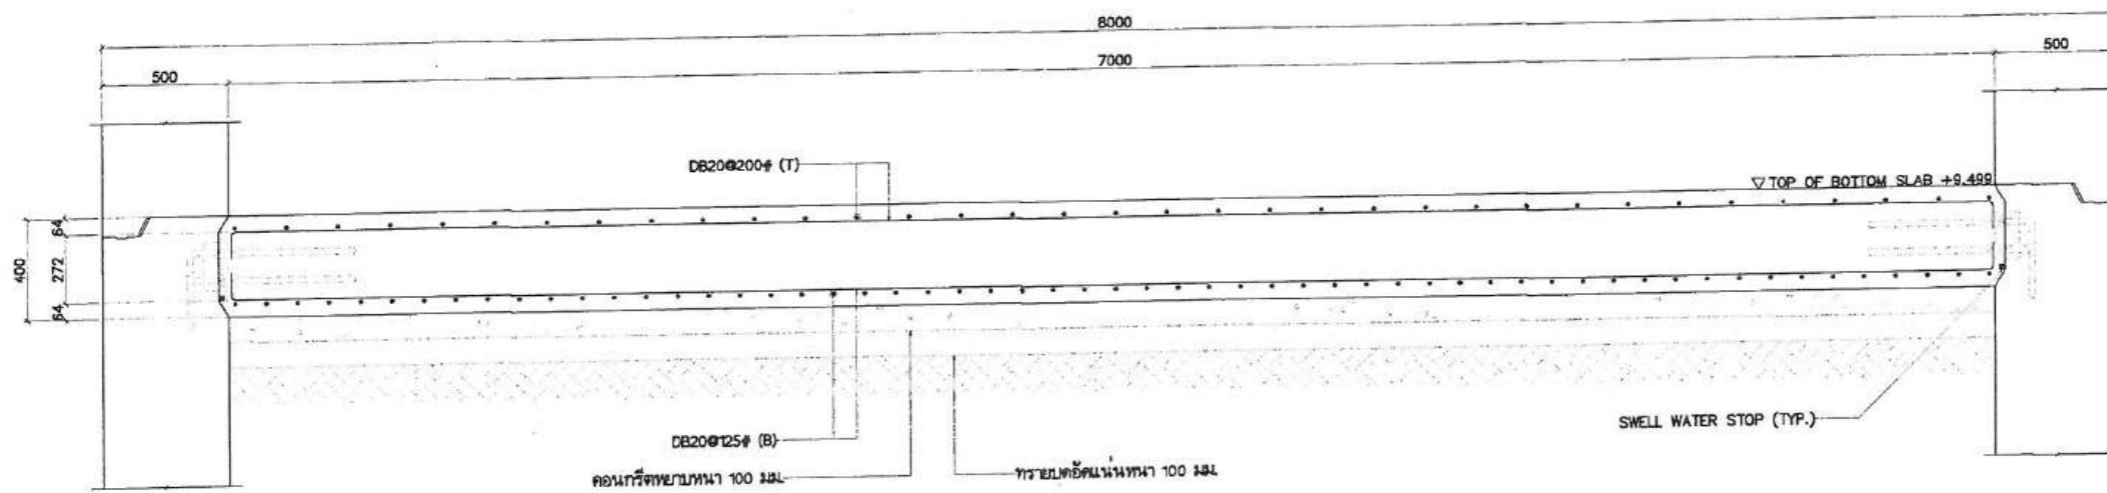 8000
500
7000
500
DB20@200# (T)
▽ TOP OF BOTTOM SLAB +9.499
64
272
64
400
DB20@125# (B)
SWELL WATER STOP (TYP.)
คอนกรีตหยาบหนา 100 มม.
ทรายบดอัดแน่นหนา 100 มม.